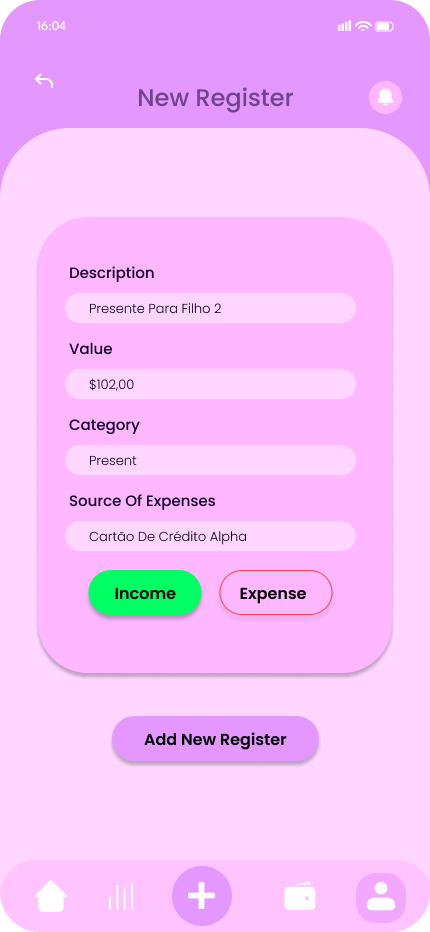 16:04
New Register
Description
Presente Para Filho 2
Value
$102,00
Category
Present
Source Of Expenses
Cartão De Crédito Alpha
Income
Expense
Add New Register